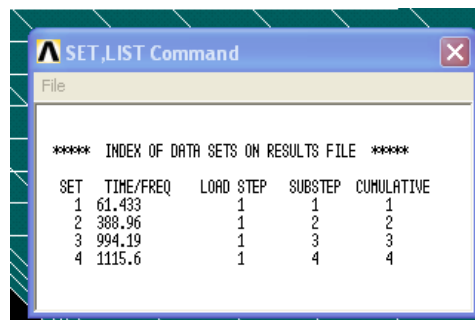 SET,LIST Command
File
***** INDEX OF DATA SETS ON RESULTS FILE *****
SET TIME/FREQ LOAD STEP SUBSTEP CUMULATIVE
1 61.433 1 1 1
2 388.96 1 2 2
3 994.19 1 3 3
4 1115.6 1 4 4